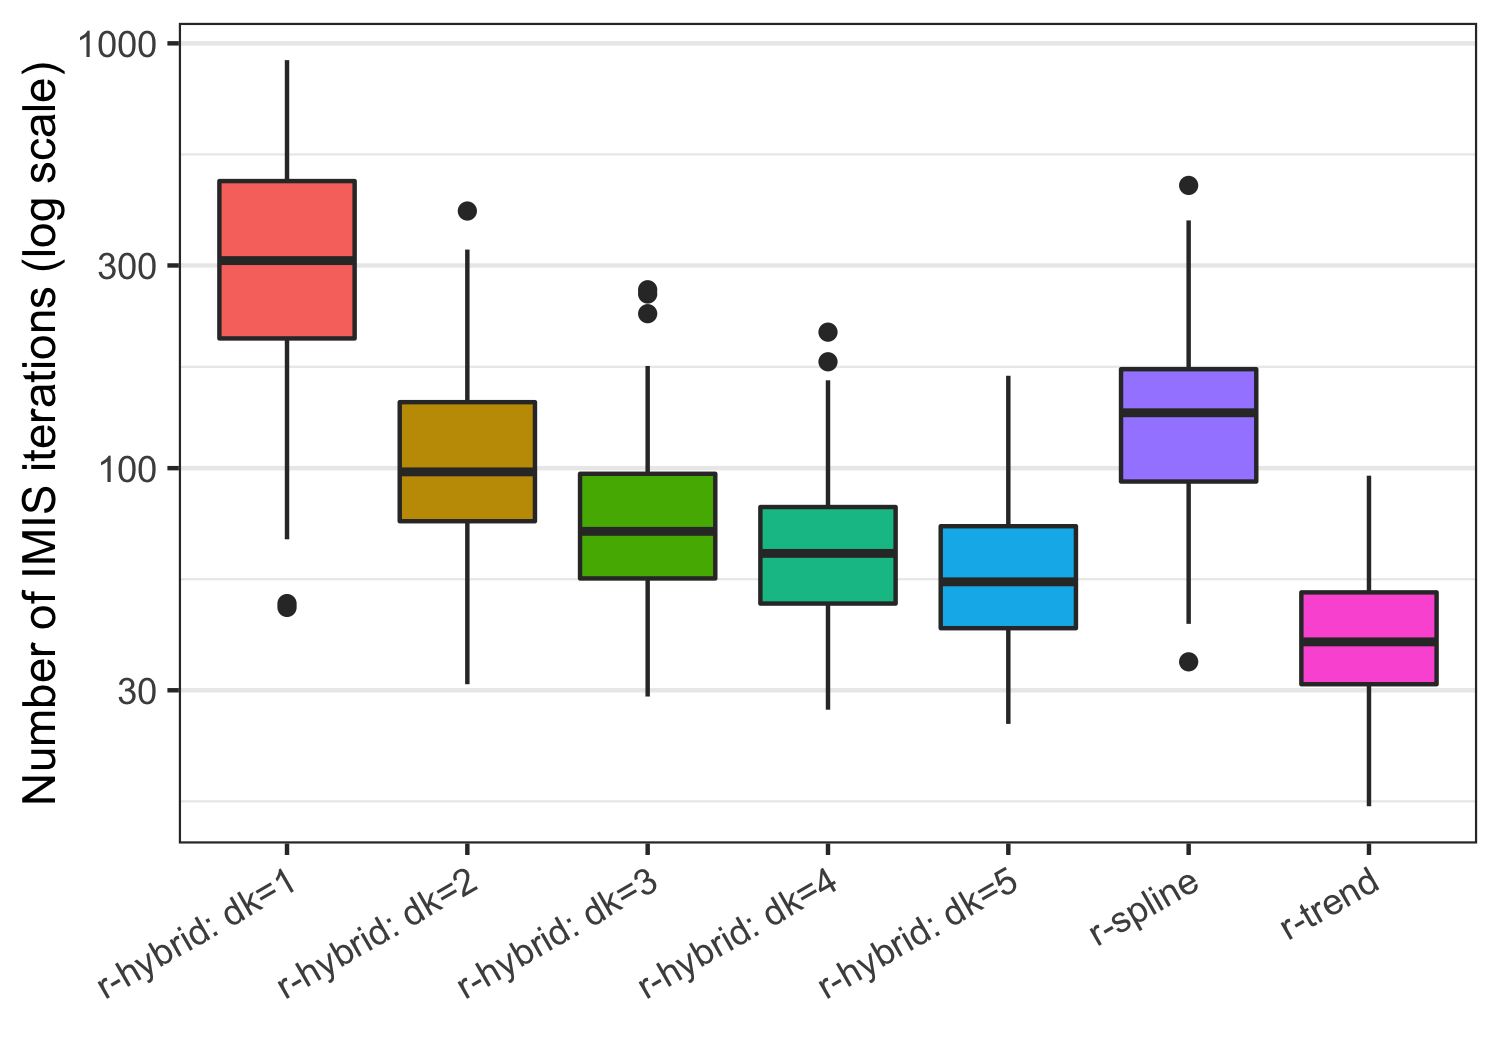 Number of IMIS iterations (log scale)
1000
300
100
30
r-hybrid: dk=1
r-hybrid: dk=2
r-hybrid: dk=3
r-hybrid: dk=4
r-hybrid: dk=5
r-spline
r-trend